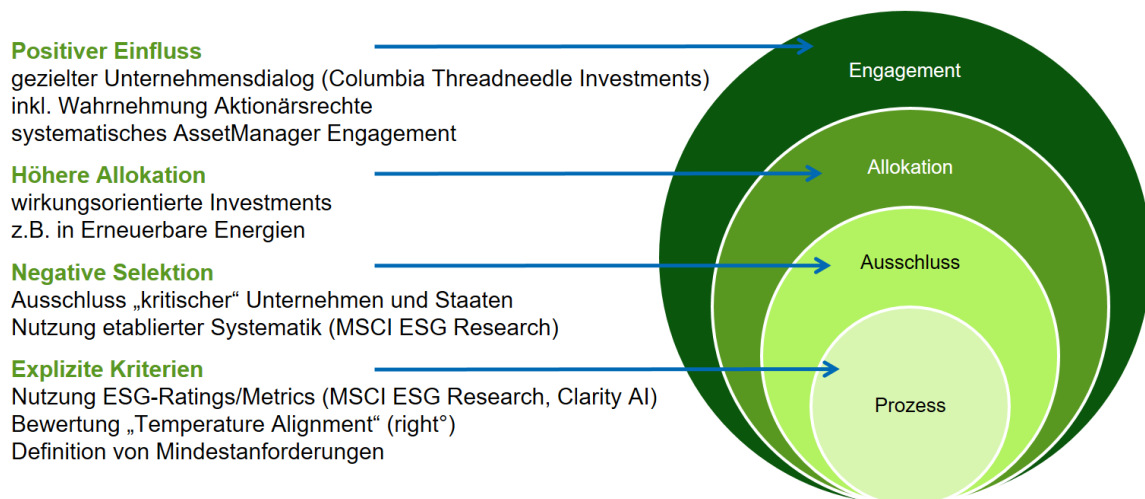 Positiver Einfluss
gezielter Unternehmensdialog (Columbia Threadneedle Investments)
inkl. Wahrnehmung Aktionärsrechte
systematisches AssetManager Engagement
Höhere Allokation
wirkungsorientierte Investments
z.B. in Erneuerbare Energien
Negative Selektion
Ausschluss „kritischer“ Unternehmen und Staaten
Nutzung etablierter Systematik (MSCI ESG Research)
Explizite Kriterien
Nutzung ESG-Ratings/Metrics (MSCI ESG Research, Clarity AI)
Bewertung „Temperature Alignment“ (right°)
Definition von Mindestanforderungen
Engagement
Allokation
Ausschluss
Prozess